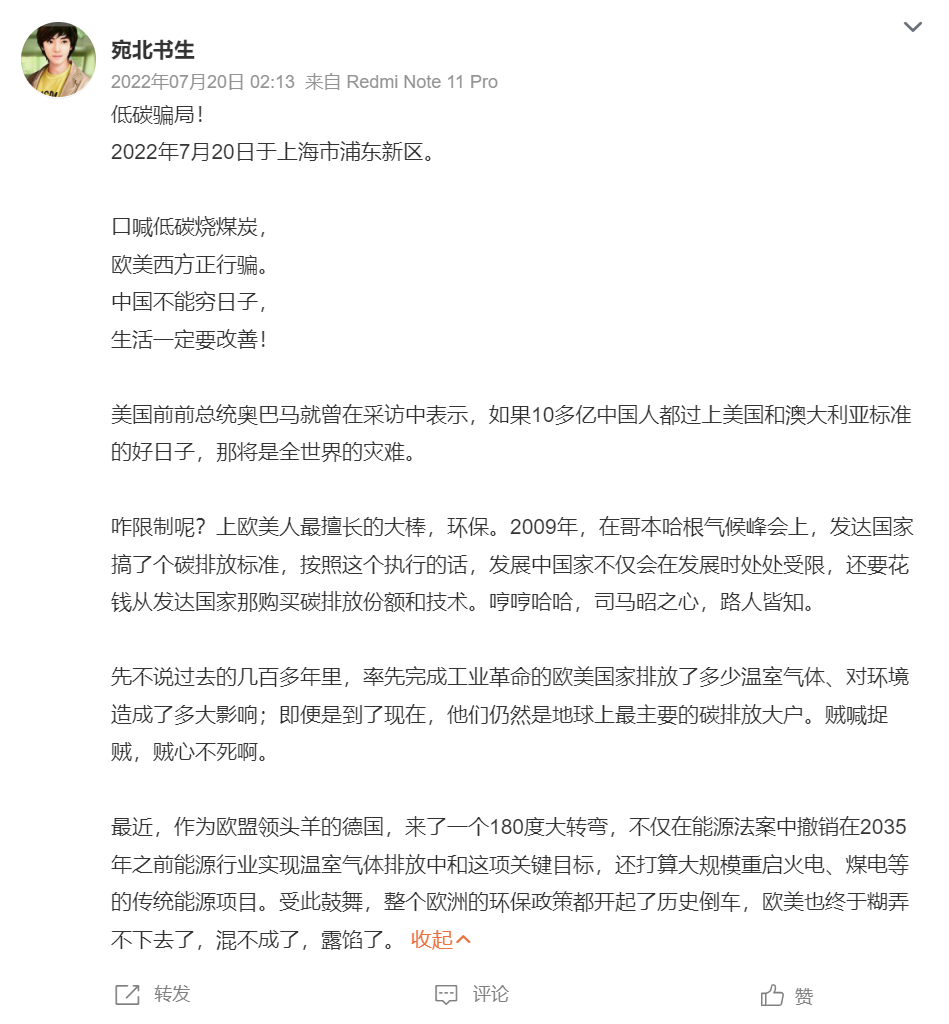 宛北书生
2022年07月20日 02:13 来自 Redmi Note 11 Pro
低碳骗局！
2022年7月20日于上海市浦东新区。
口喊低碳烧煤炭，
欧美西方正行骗。
中国不能穷日子，
生活一定要改善！
美国前前总统奥巴马就曾在采访中表示，如果10多亿中国人都过上美国和澳大利亚标准
的好日子，那将是全世界的灾难。
咋限制呢？上欧美人最擅长的大棒，环保。2009年，在哥本哈根气候峰会上，发达国家
搞了个碳排放标准，按照这个执行的话，发展中国家不仅会在发展时处处受限，还要花
钱从发达国家那购买碳排放份额和技术。哼哼哈哈，司马昭之心，路人皆知。
先不说过去的几百多年里，率先完成工业革命的欧美国家排放了多少温室气体、对环境
造成了多大影响；即便是到了现在，他们仍然是地球上最主要的碳排放大户。贼喊捉
贼，贼心不死啊。
最近，作为欧盟领头羊的德国，来了一个180度大转弯，不仅在能源法案中撤销在2035
年之前能源行业实现温室气体排放中和这项关键目标，还打算大规模重启火电、煤电等
的传统能源项目。受此鼓舞，整个欧洲的环保政策都开起了历史倒车，欧美也终于糊弄
不下去了，混不成了，露馅了。 收起
转发 评论 赞